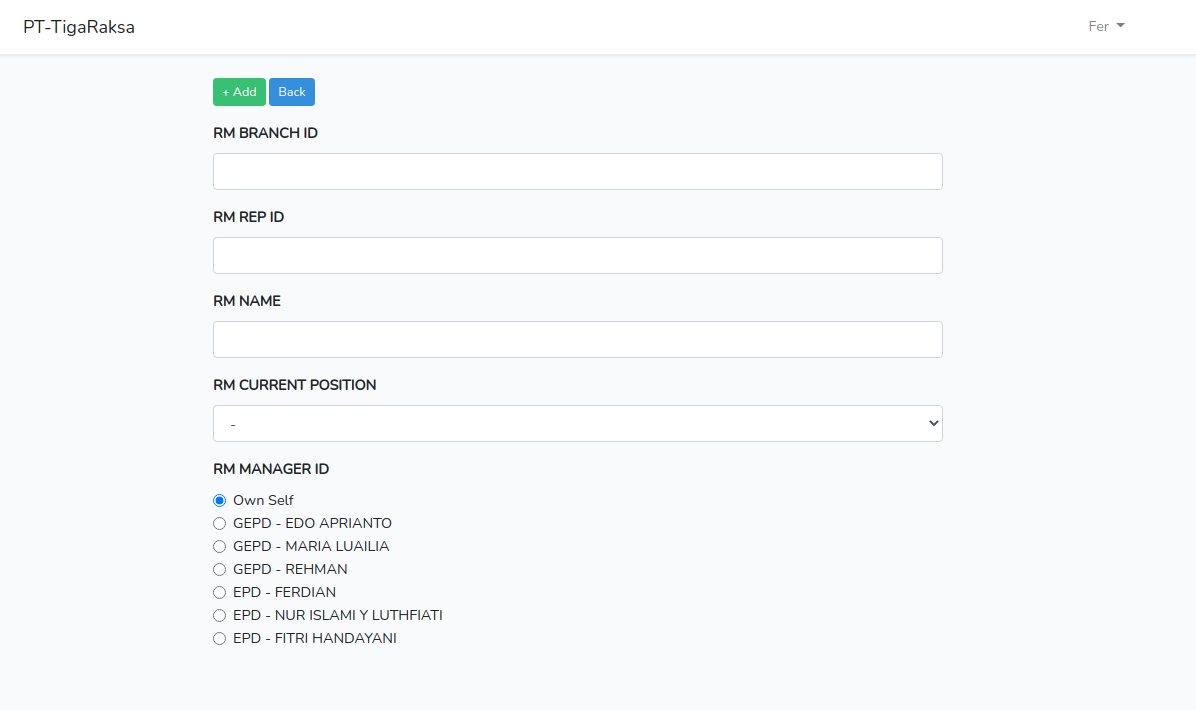 PT-TigaRaksa
Fer
+ Add Back
RM BRANCH ID
RM REP ID
RM NAME
RM CURRENT POSITION
-
RM MANAGER ID
Own Self
GEPD - EDO APRIANTO
GEPD - MARIA LUAILIA
GEPD - REHMAN
EPD - FERDIAN
EPD - NUR ISLAMI Y LUTHFIATI
EPD - FITRI HANDAYANI